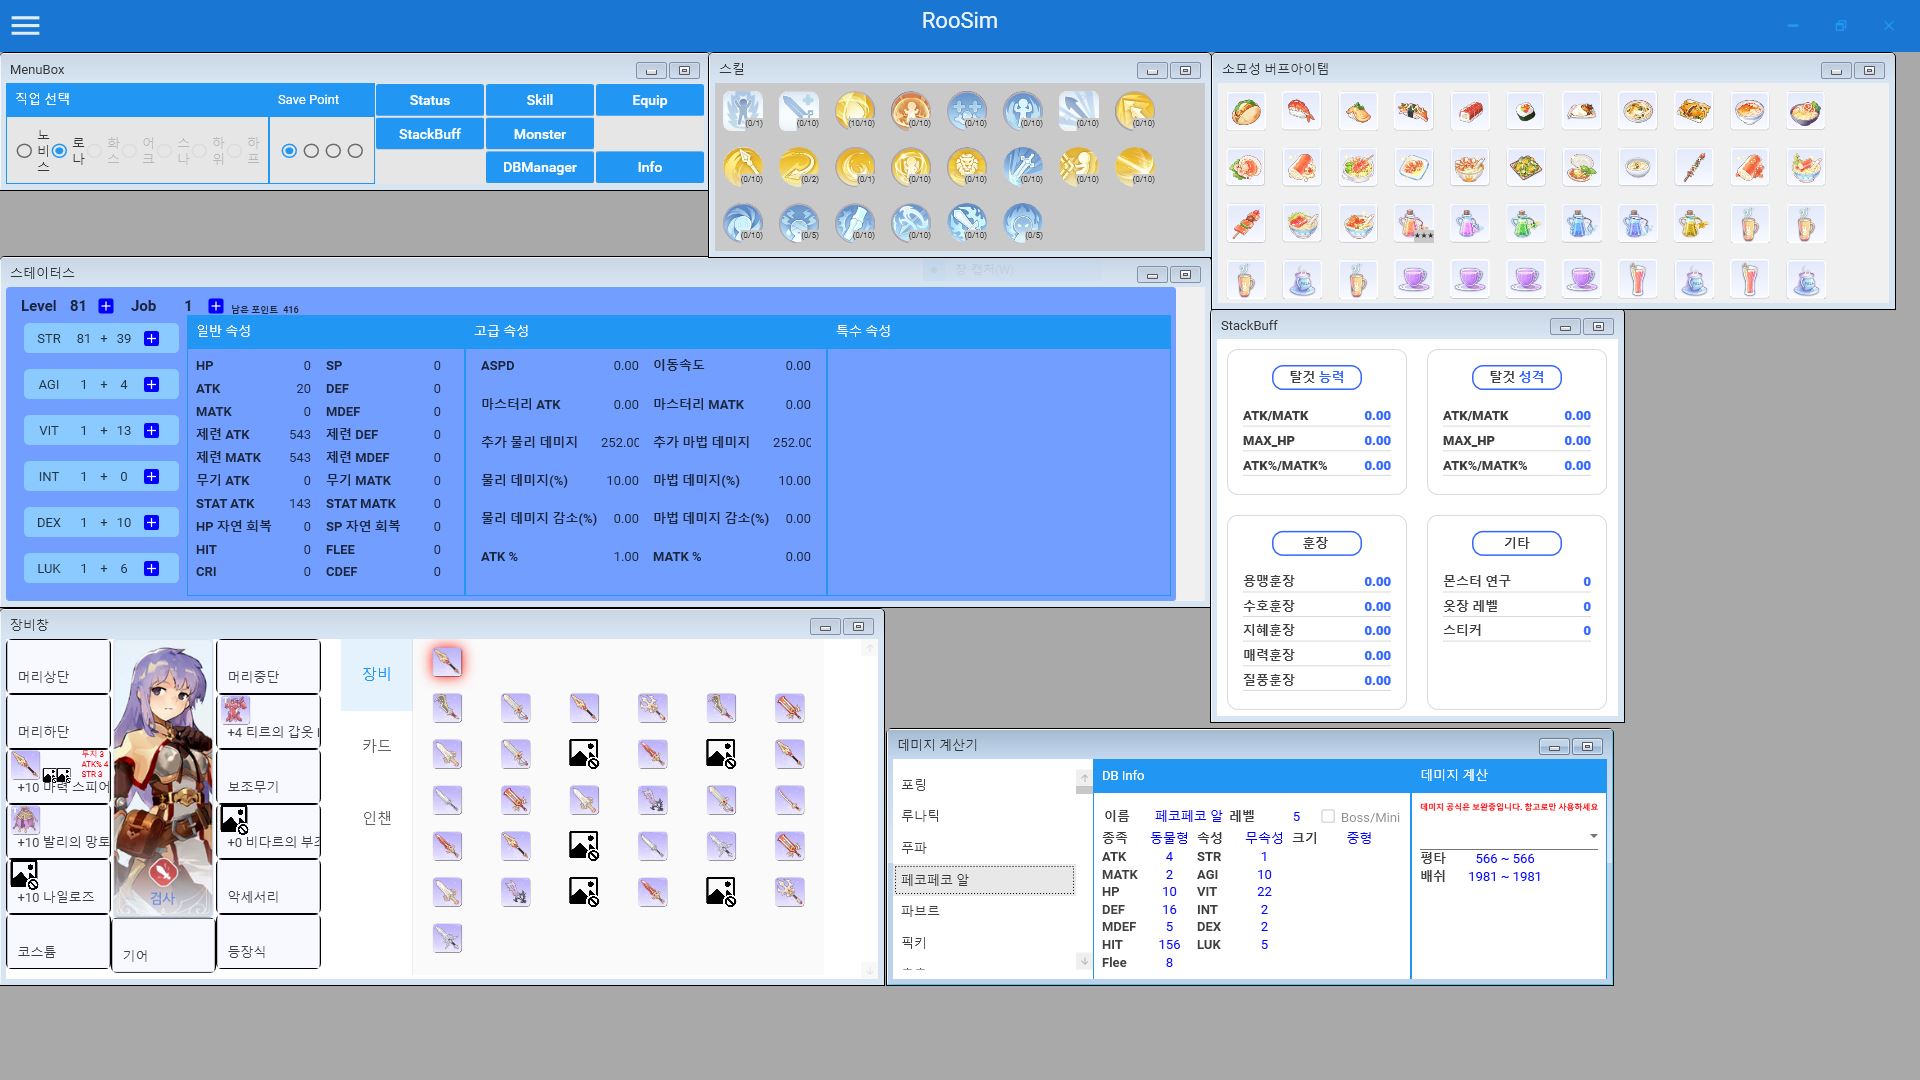 RooSim
MenuBox
직업 선택
Save Point
노비스
로나
화스
어크
스나
하위
하프
Status
Skill
Equip
StackBuff
Monster
DBManager
Info
스킬
(0/1) (0/10) (10/10) (0/10) (0/10) (0/10) (0/10) (0/10)
(0/10) (0/2) (0/1) (0/10) (0/10) (0/10) (0/10) (0/10)
(0/10) (0/5) (0/10) (0/10) (0/10) (0/5)
창 캡처(W)
소모성 버프아이템
스테이터스
Level 81 Job 1 남은 포인트 416
STR 81 + 39
AGI 1 + 4
VIT 1 + 13
INT 1 + 0
DEX 1 + 10
LUK 1 + 6
일반 속성
HP 0 SP 0
ATK 20 DEF 0
MATK 0 MDEF 0
제련 ATK 543 제련 DEF 0
제련 MATK 543 제련 MDEF 0
무기 ATK 0 무기 MATK 0
STAT ATK 143 STAT MATK 0
HP 자연 회복 0 SP 자연 회복 0
HIT 0 FLEE 0
CRI 0 CDEF 0
고급 속성
ASPD 0.00 이동속도 0.00
마스터리 ATK 0.00 마스터리 MATK 0.00
추가 물리 데미지 252.00 추가 마법 데미지 252.00
물리 데미지(%) 10.00 마법 데미지(%) 10.00
물리 데미지 감소(%) 0.00 마법 데미지 감소(%) 0.00
ATK % 1.00 MATK % 0.00
특수 속성
StackBuff
탈것 능력
ATK/MATK 0.00
MAX_HP 0.00
ATK%/MATK% 0.00
탈것 성격
ATK/MATK 0.00
MAX_HP 0.00
ATK%/MATK% 0.00
훈장
용맹훈장 0.00
수호훈장 0.00
지혜훈장 0.00
매력훈장 0.00
질풍훈장 0.00
기타
몬스터 연구 0
옷장 레벨 0
스티커 0
장비창
머리상단
머리하단
투지 3
ATK% 4
STR 3
+10 마력 스피어
+10 발리의 망토
+10 나일로즈
코스튬
검사
기어
머리중단
+4 티르의 갑옷
보조무기
+0 비다르의 부츠
악세서리
등장식
장비
카드
인챈
데미지 계산기
포링
루나틱
푸파
페코페코 알
파브르
픽키
DB Info
이름 페코페코 알 레벨 5 Boss/Mini
종족 동물형 속성 무속성 크기 중형
ATK 4 STR 1
MATK 2 AGI 10
HP 10 VIT 22
DEF 16 INT 2
MDEF 5 DEX 2
HIT 156 LUK 5
Flee 8
데미지 계산
데미지 공식은 보완중입니다. 참고로만 사용하세요
평타 566 ~ 566
배쉬 1981 ~ 1981